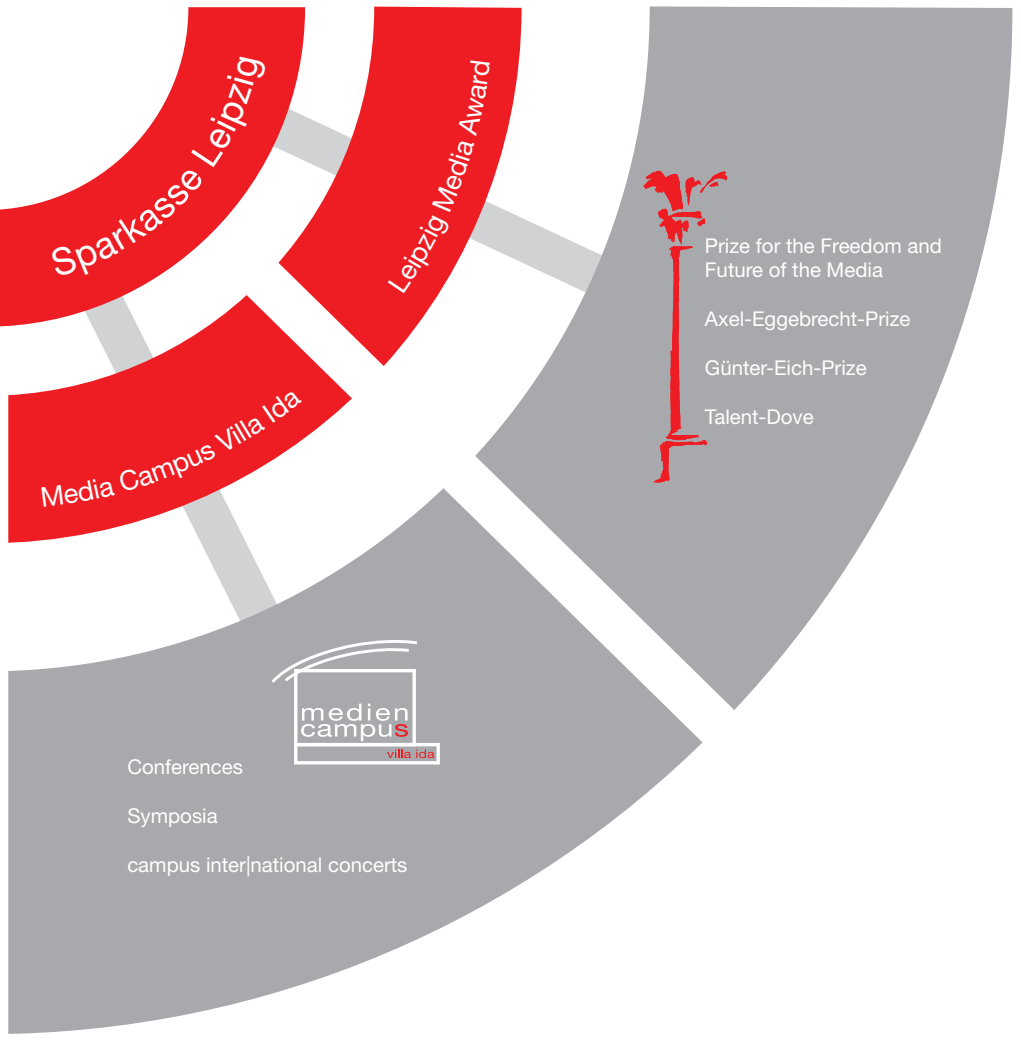 Sparkasse Leipzig
Leipzig Media Award
Media Campus Villa Ida
Prize for the Freedom and
Future of the Media
Axel-Eggebrecht-Prize
Günter-Eich-Prize
Talent-Dove
medien
campus
villa ida
Conferences
Symposia
campus inter|national concerts